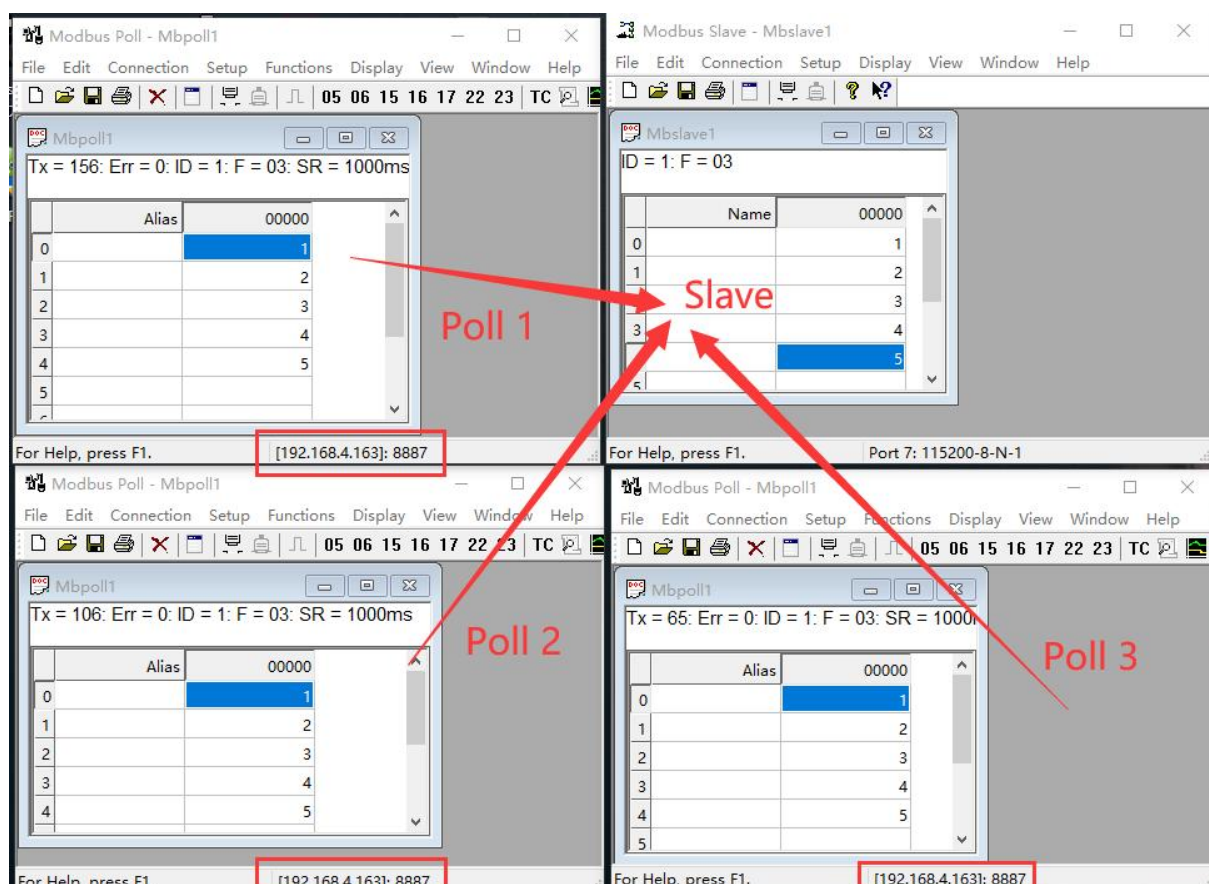 Modbus Poll - Mbpoll1
File Edit Connection Setup Functions Display View Window Help
05 06 15 16 17 22 23 TC
Mbpoll1
Tx = 156: Err = 0: ID = 1: F = 03: SR = 1000ms
Alias 00000
0 1
1 2
2 3
3 4
4 5
5
Poll 1
For Help, press F1. [192.168.4.163]: 8887
Modbus Slave - Mbslave1
File Edit Connection Setup Display View Window Help
Mbslave1
ID = 1: F = 03
Name 00000
0 1
1 2
3
3 4
5
5
Slave
For Help, press F1. Port 7: 115200-8-N-1
Modbus Poll - Mbpoll1
File Edit Connection Setup Functions Display View Window Help
05 06 15 16 17 22 23 TC
Mbpoll1
Tx = 106: Err = 0: ID = 1: F = 03: SR = 1000ms
Alias 00000
0 1
1 2
2 3
3 4
4 5
Poll 2
For Help, press F1. [192.168.4.163]: 8887
Modbus Poll - Mbpoll1
File Edit Connection Setup Functions Display View Window Help
05 06 15 16 17 22 23 TC
Mbpoll1
Tx = 65: Err = 0: ID = 1: F = 03: SR =
Alias 00000
0 1
1 2
2 3
3 4
4 5
5
Poll 3
For Help, press F1. [192.168.4.163]: 8887